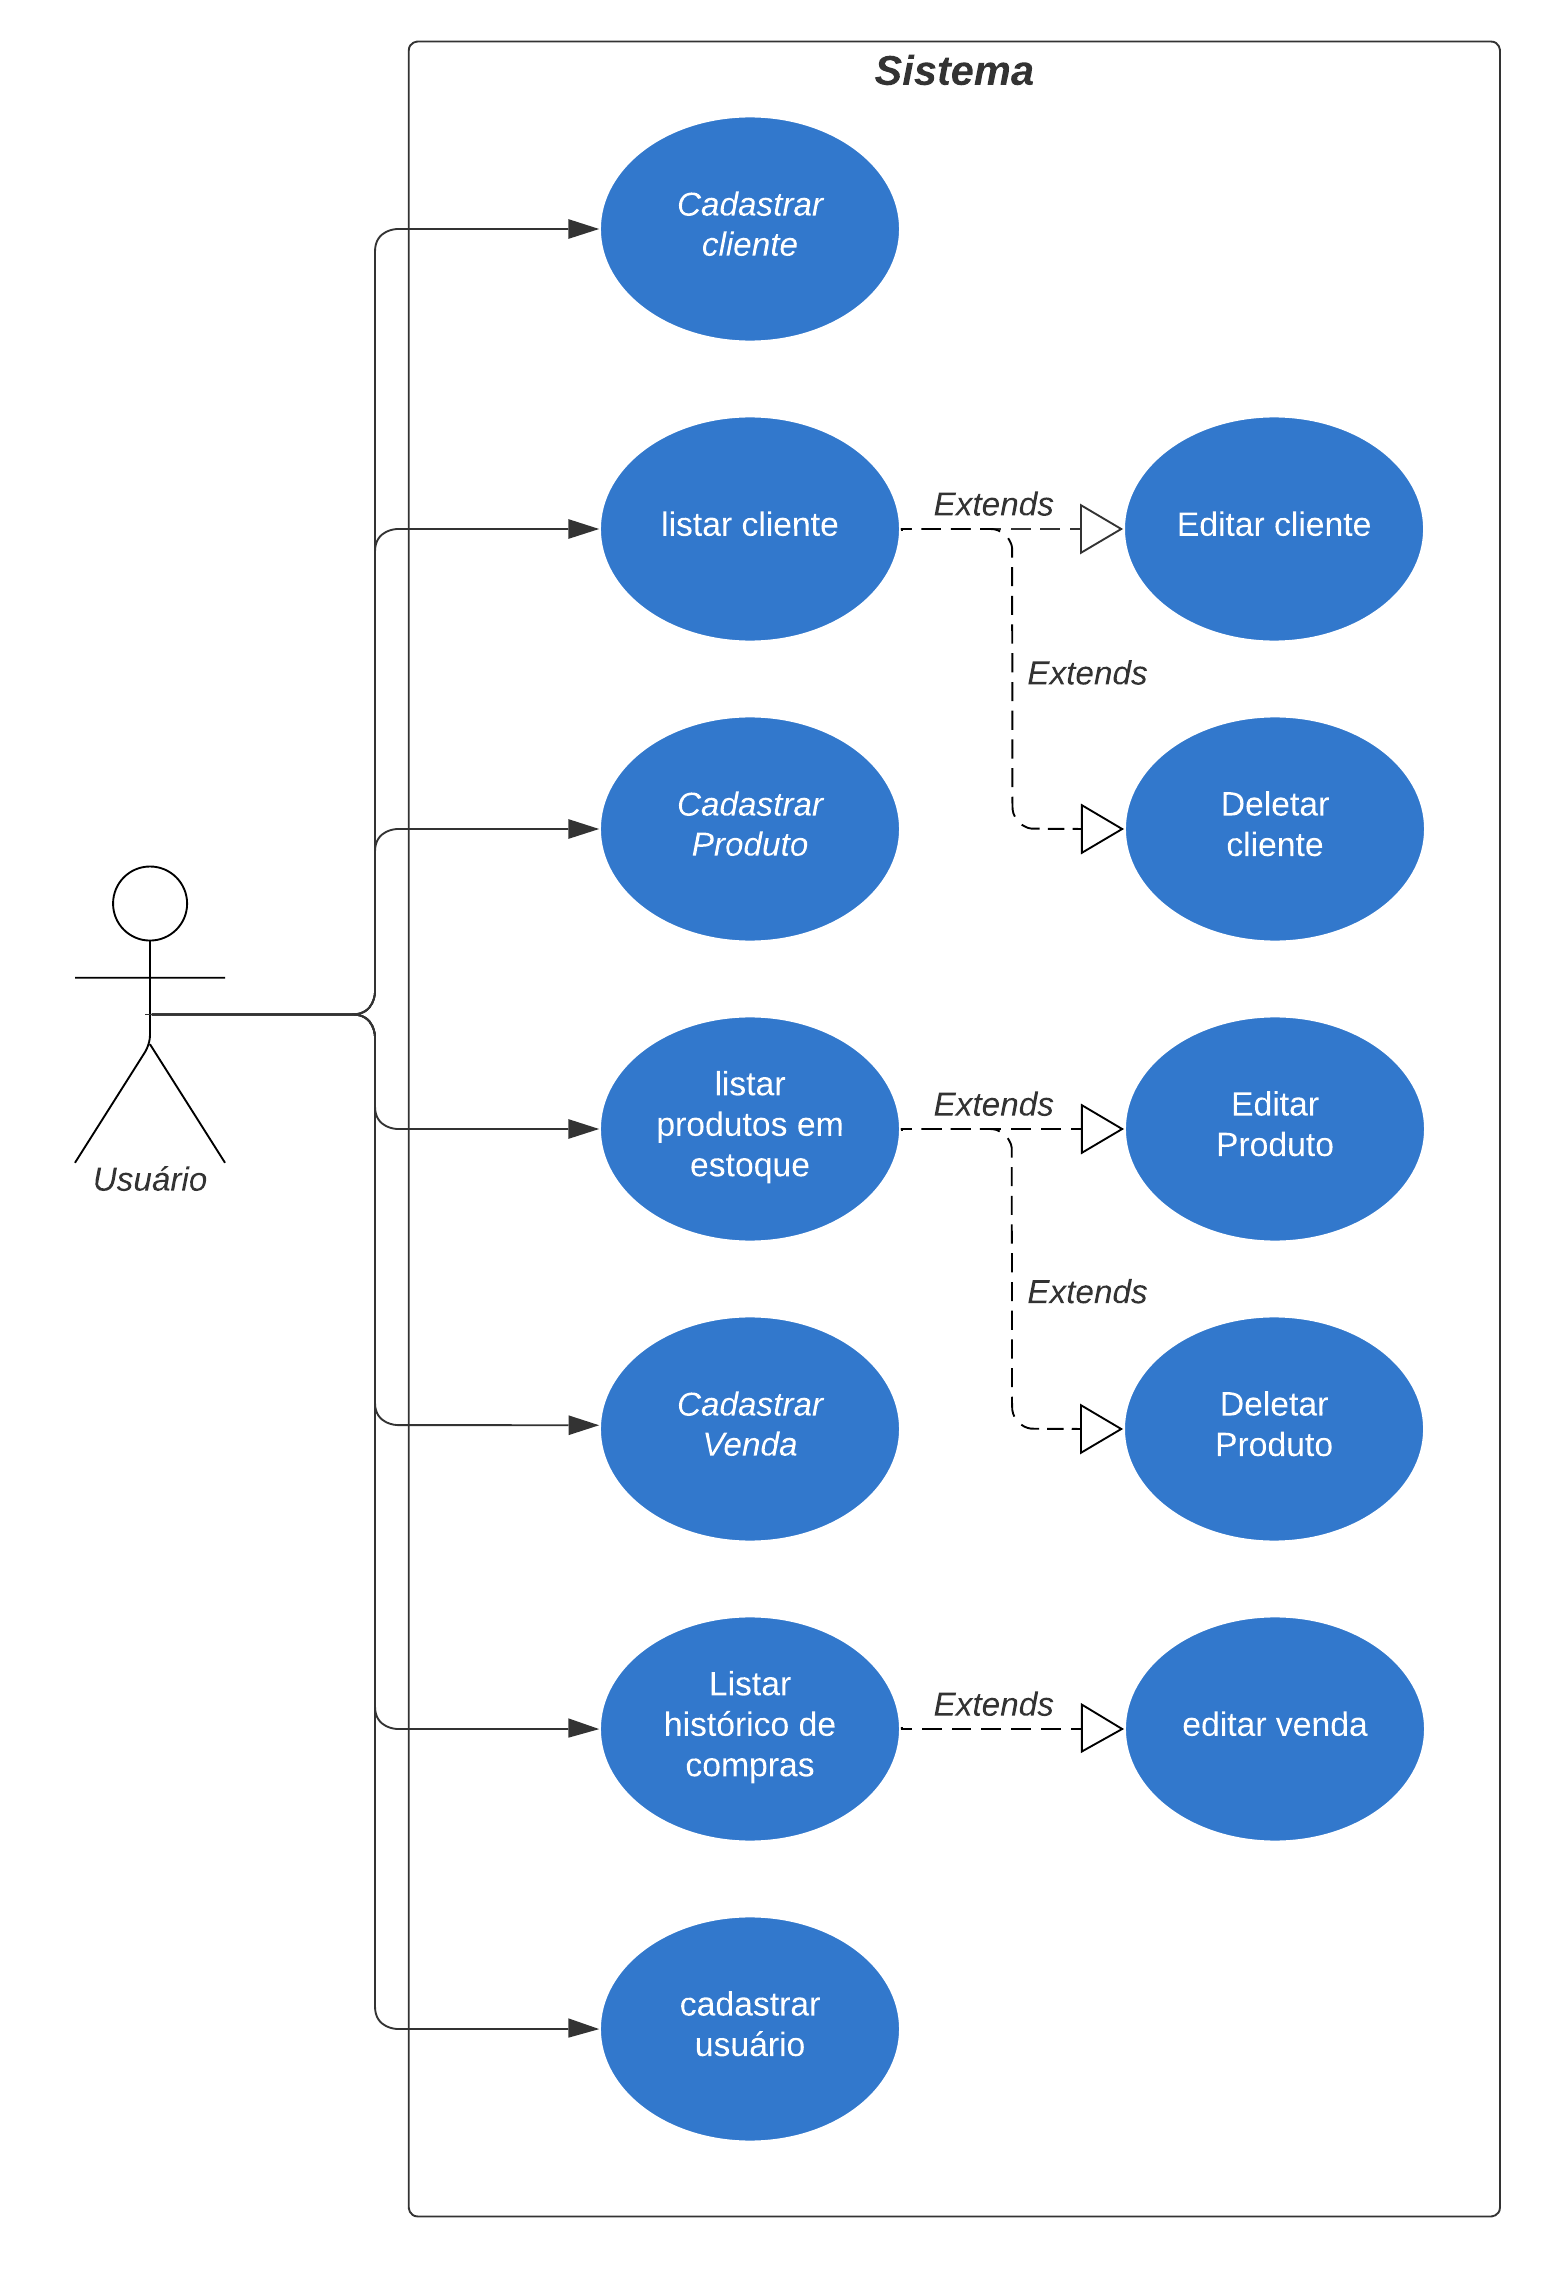 Sistema
Cadastrar
cliente
listar cliente
Extends
Editar cliente
Extends
Cadastrar
Produto
Deletar
cliente
Usuário
listar
produtos em
estoque
Extends
Editar
Produto
Extends
Cadastrar
Venda
Deletar
Produto
Listar
histórico de
compras
Extends
editar venda
cadastrar
usuário